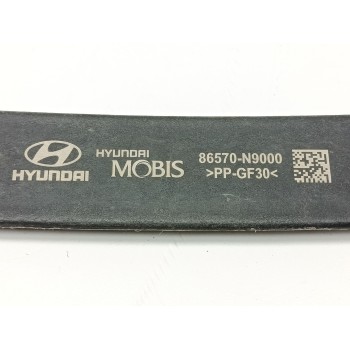 HYUNDAI
HYUNDAI
MOBIS
86570-N9000
>PP-GF30<